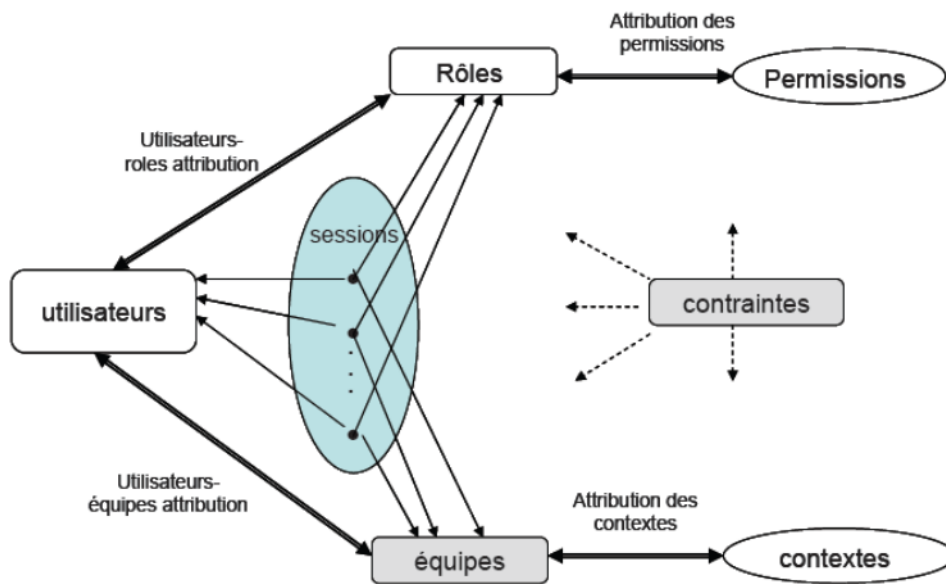 Attribution des
permissions
Rôles
Permissions
Utilisateurs-
roles attribution
sessions
utilisateurs
contraintes
Utilisateurs-
équipes attribution
Attribution des
contextes
équipes
contextes